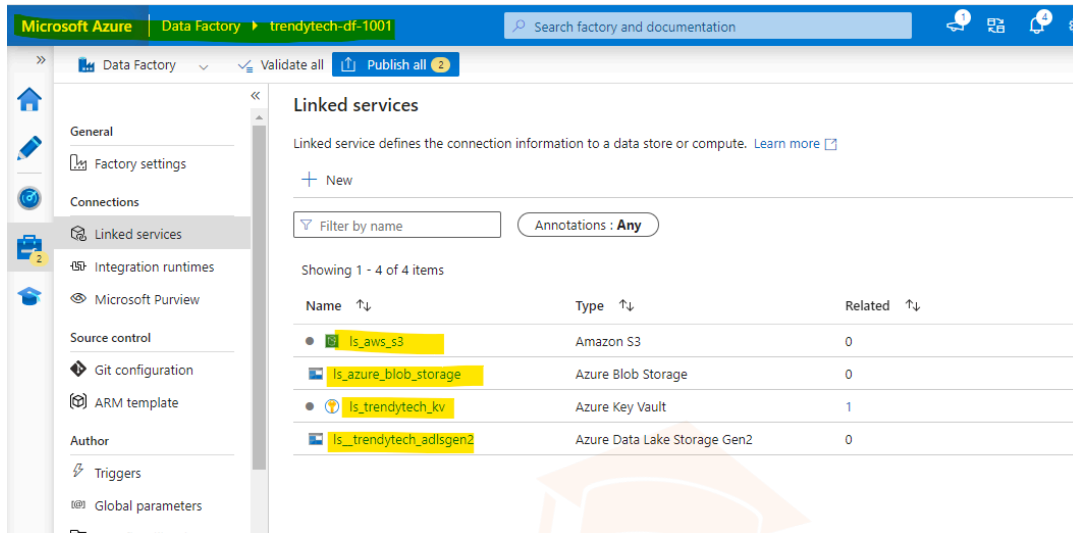 Microsoft Azure | Data Factory ▸ trendytech-df-1001
Search factory and documentation
1
4
» Data Factory Validate all Publish all 2
«
General
Factory settings
Connections
Linked services
2
Integration runtimes
Microsoft Purview
Source control
Git configuration
ARM template
Author
Triggers
Global parameters
Linked services
Linked service defines the connection information to a data store or compute. Learn more
+ New
Filter by name
Annotations : Any
Showing 1 - 4 of 4 items
Name ↑↓ Type ↑↓ Related ↑↓
ls_aws_s3 Amazon S3 0
ls_azure_blob_storage Azure Blob Storage 0
ls_trendytech_kv Azure Key Vault 1
ls__trendytech_adlsgen2 Azure Data Lake Storage Gen2 0